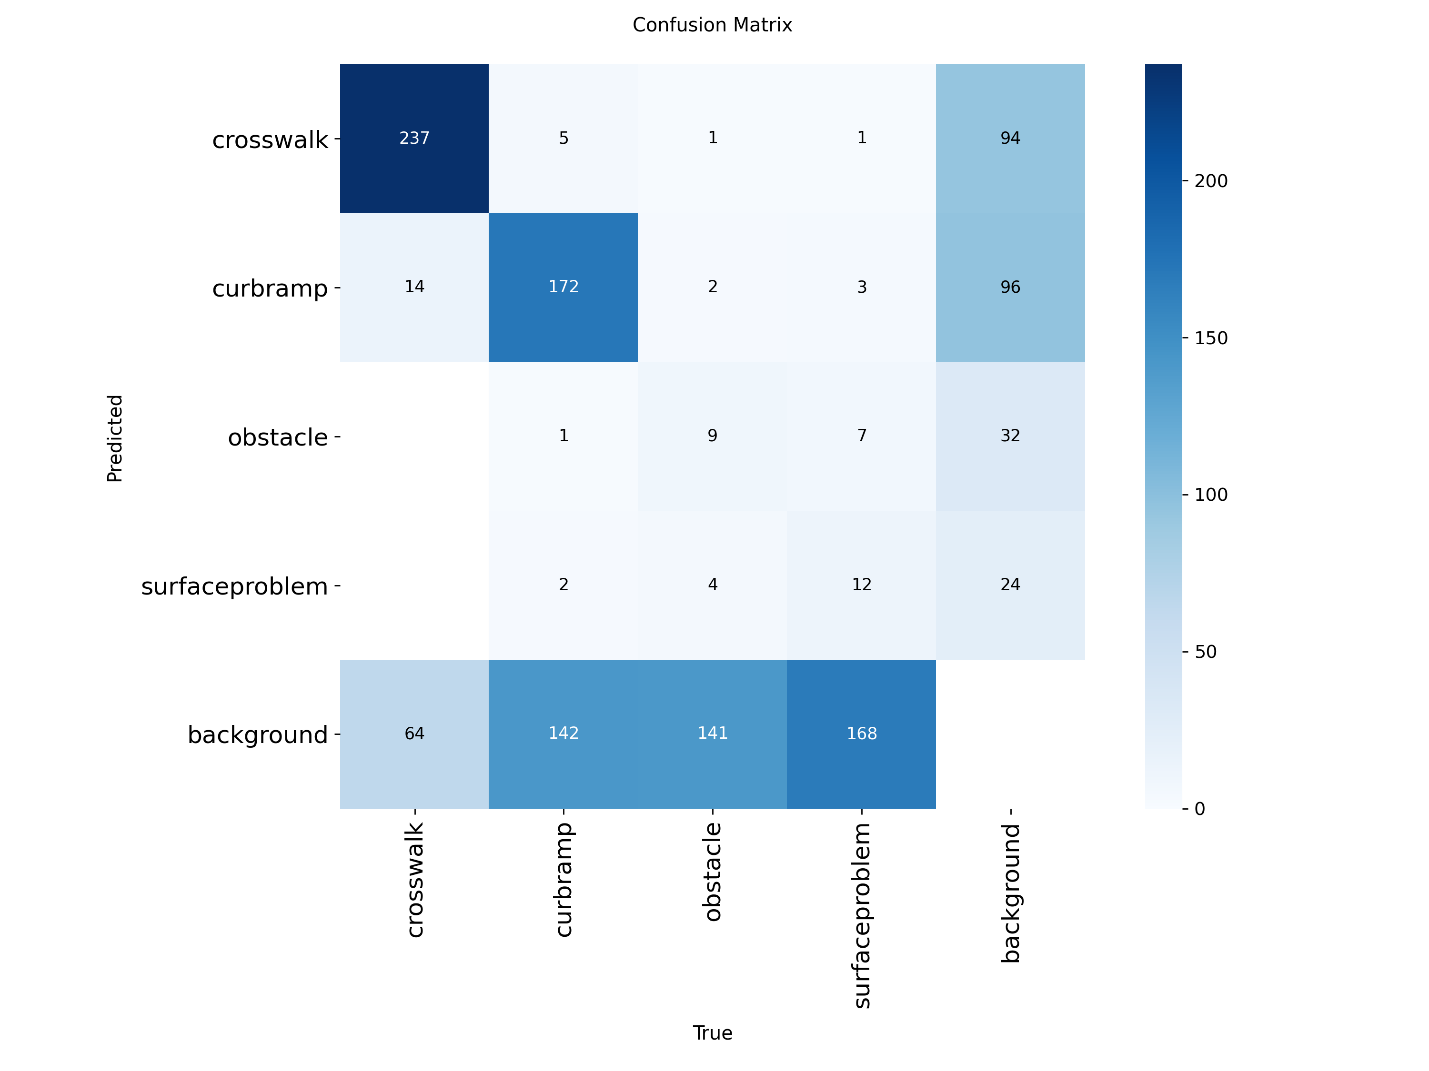 Confusion Matrix
crosswalk 237 5 1 1 94
curbramp 14 172 2 3 96
obstacle 1 9 7 32
surfaceproblem 2 4 12 24
background 64 142 141 168
crosswalk curbramp obstacle surfaceproblem background
True
Predicted
200
150
100
50
0